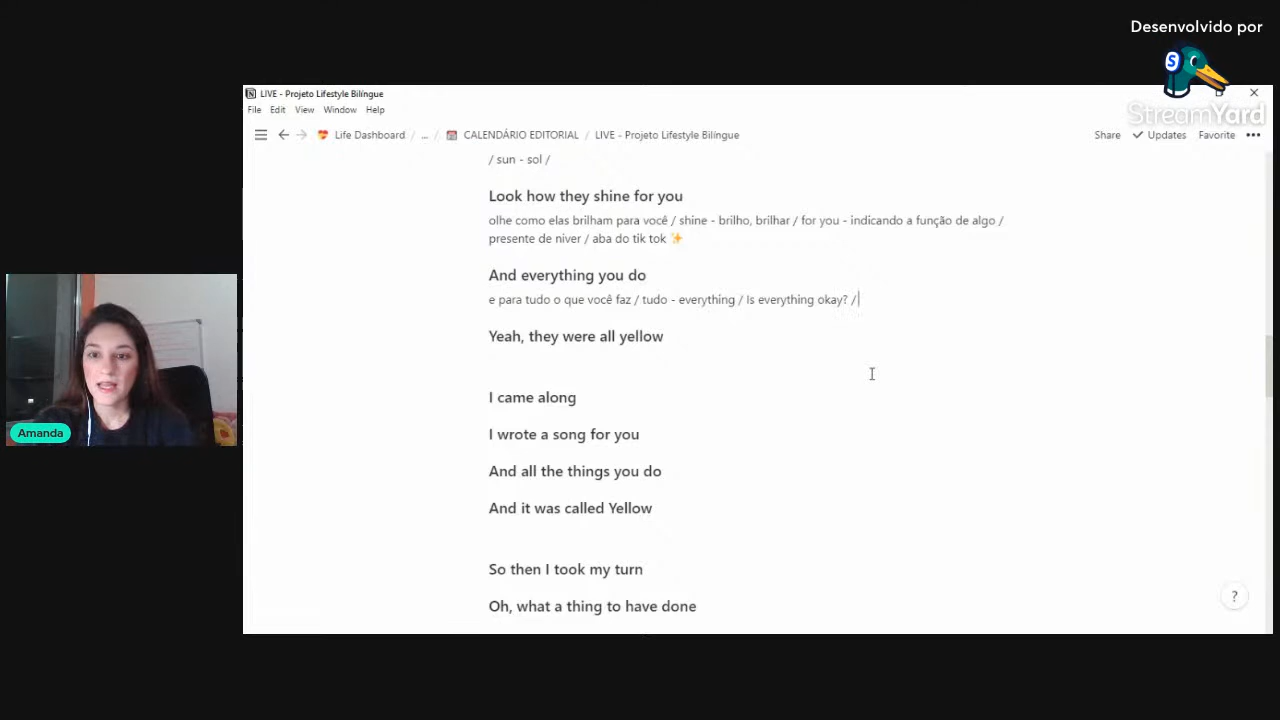 Desenvolvido por
StreamYard
LIVE - Projeto Lifestyle Bilíngue
File Edit View Window Help
Life Dashboard / ... / CALENDÁRIO EDITORIAL / LIVE - Projeto Lifestyle Bilíngue
Share Updates Favorite
/ sun - sol /
Look how they shine for you
olhe como elas brilham para você / shine - brilho, brilhar / for you - indicando a função de algo /
presente de niver / aba do tik tok ✨
And everything you do
e para tudo o que você faz / tudo - everything / Is everything okay? /
Yeah, they were all yellow
I came along
I wrote a song for you
And all the things you do
And it was called Yellow
So then I took my turn
Oh, what a thing to have done
Amanda
?